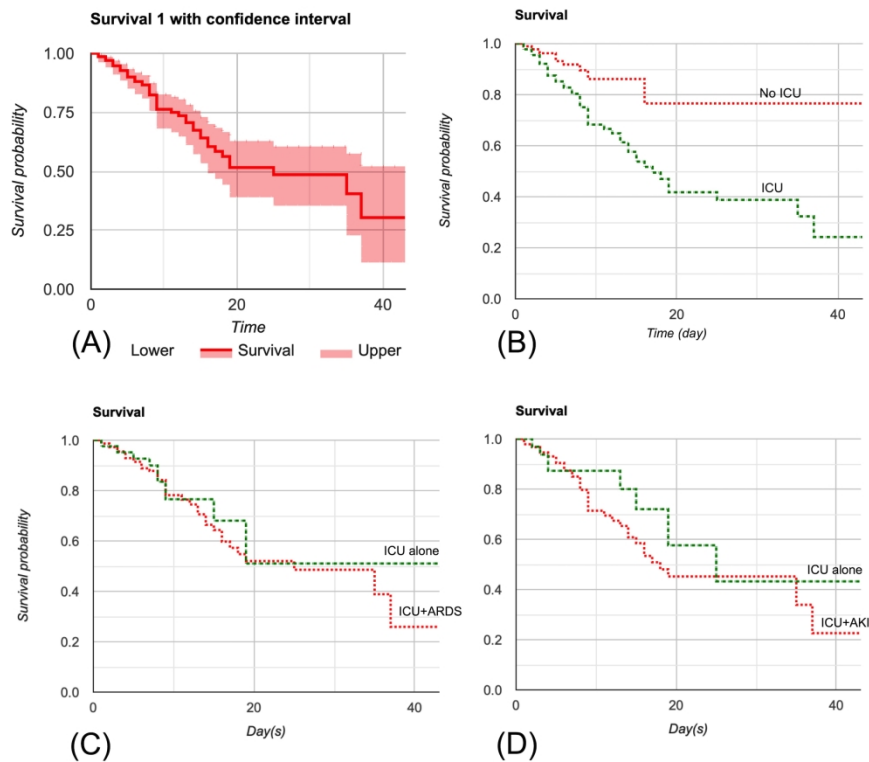 Survival 1 with confidence interval
1.00
0.75
0.50
0.25
0.00
Survival probability
0
20
40
Time
(A)
Lower
Survival
Upper
Survival
1.0
0.8
0.6
0.4
0.2
0.0
Survival probability
No ICU
ICU
0
20
40
Time (day)
(B)
Survival
1.0
0.8
0.6
0.4
0.2
0.0
Survival probability
ICU alone
ICU+ARDS
0
20
40
Day(s)
(C)
Survival
1.0
0.8
0.6
0.4
0.2
0.0
Survival probability
ICU alone
ICU+AKI
0
20
40
Day(s)
(D)